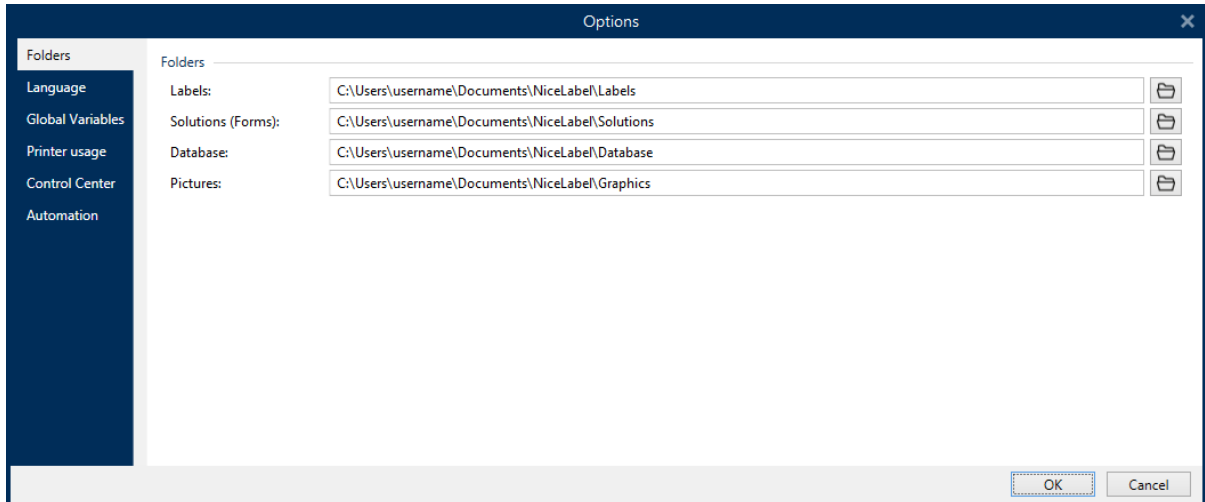 Options
Folders
Language
Global Variables
Printer usage
Control Center
Automation
Folders
Labels: C:\Users\username\Documents\NiceLabel\Labels
Solutions (Forms): C:\Users\username\Documents\NiceLabel\Solutions
Database: C:\Users\username\Documents\NiceLabel\Database
Pictures: C:\Users\username\Documents\NiceLabel\Graphics
OK Cancel